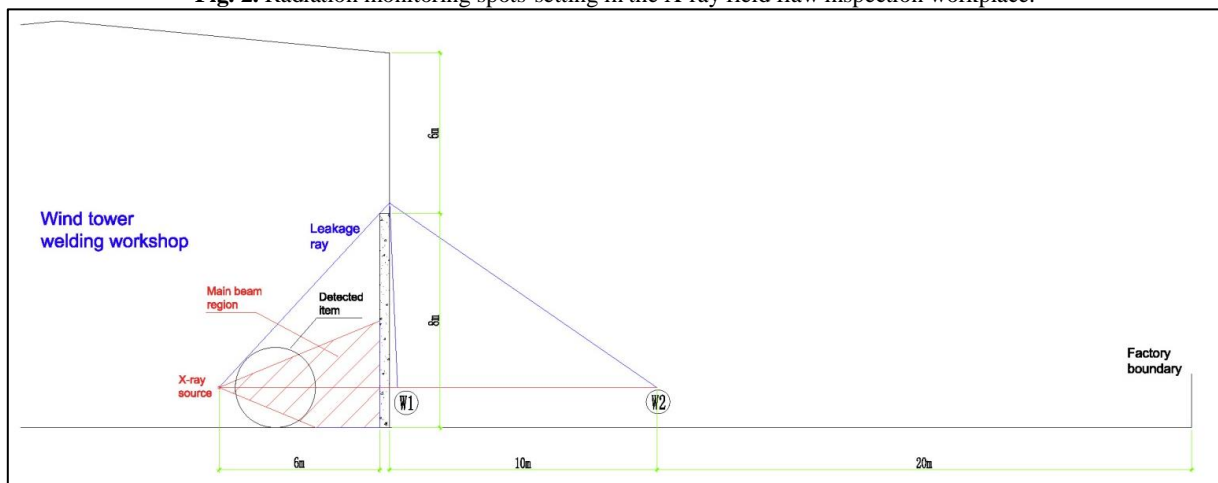 Fig. 2. Radiation monitoring spots setting in the X-ray field flaw inspection workplace.
6m
Wind tower
welding workshop
Leakage
ray
Main beam
region
Detected
item
8m
X-ray
source
W1
W2
Factory
boundary
6m
10m
20m